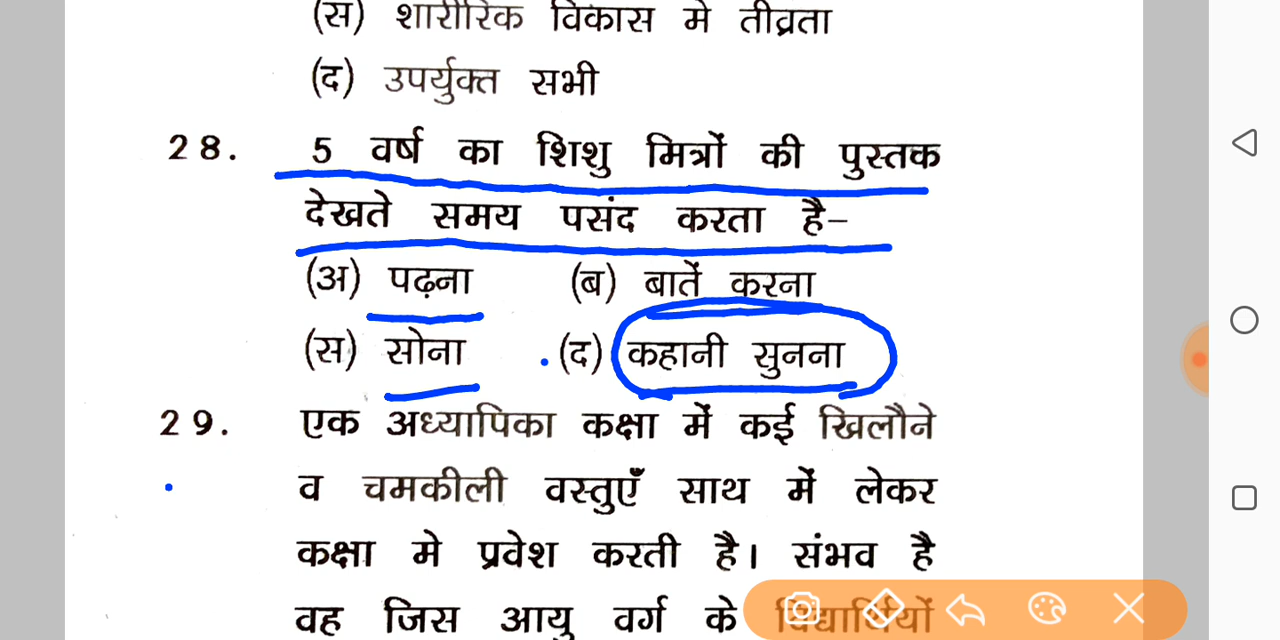 (स) शारीरिक विकास मे तीव्रता
(द) उपर्युक्त सभी
28. 5 वर्ष का शिशु मित्रों की पुस्तक
देखते समय पसंद करता है–
(अ) पढ़ना (ब) बातें करना
(स) सोना (द) कहानी सुनना
29. एक अध्यापिका कक्षा में कई खिलौने
व चमकीली वस्तुएँ साथ में लेकर
कक्षा मे प्रवेश करती है। संभव है
वह जिस आयु वर्ग के विद्यार्थियों